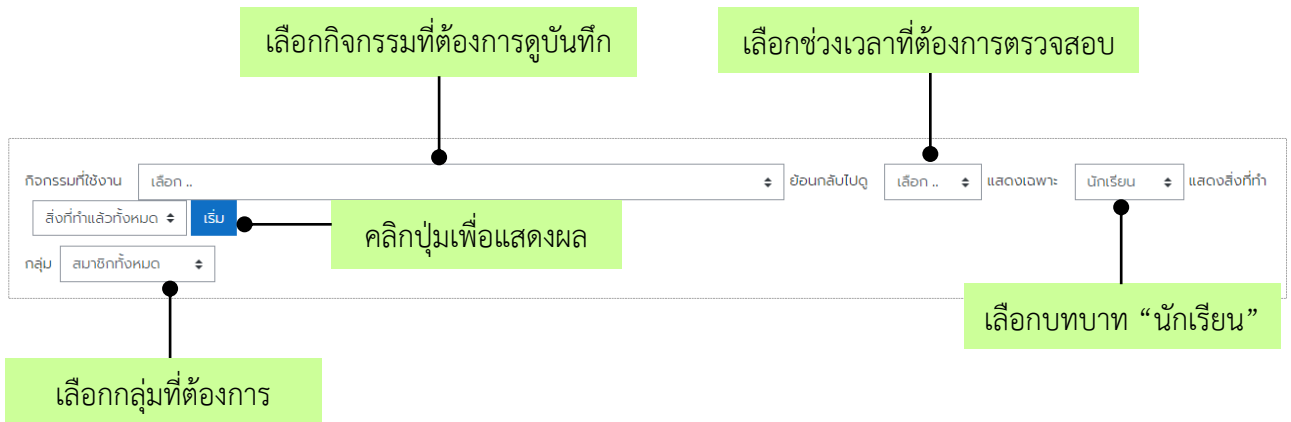 เลือกกิจกรรมที่ต้องการดูบันทึก
เลือกช่วงเวลาที่ต้องการตรวจสอบ
กิจกรรมที่ใช้งาน เลือก .. ย้อนกลับไปดู เลือก .. แสดงเฉพาะ นักเรียน แสดงสิ่งที่ทำ
สิ่งที่ทำแล้วทั้งหมด เริ่ม
คลิกปุ่มเพื่อแสดงผล
กลุ่ม สมาชิกทั้งหมด
เลือกบทบาท “นักเรียน”
เลือกกลุ่มที่ต้องการ